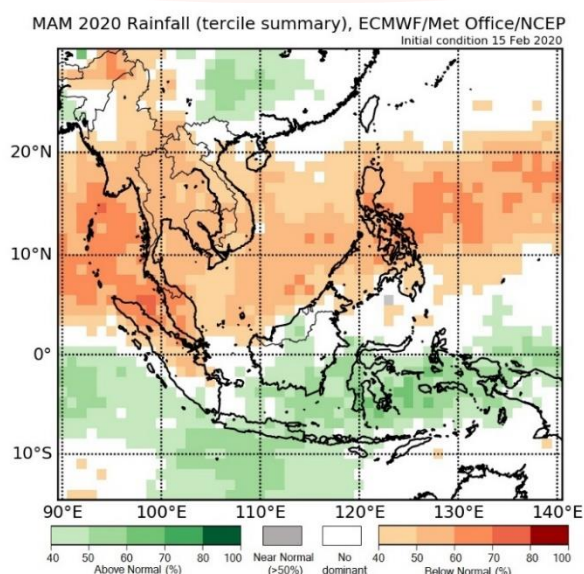 MAM 2020 Rainfall (tercile summary), ECMWF/Met Office/NCEP
Initial condition 15 Feb 2020
20°N
10°N
0°
10°S
90°E 100°E 110°E 120°E 130°E 140°E
40 50 60 70 80 100
Above Normal (%)
Near Normal
(>50%)
No
dominant
40 50 60 70 80 100
Below Normal (%)